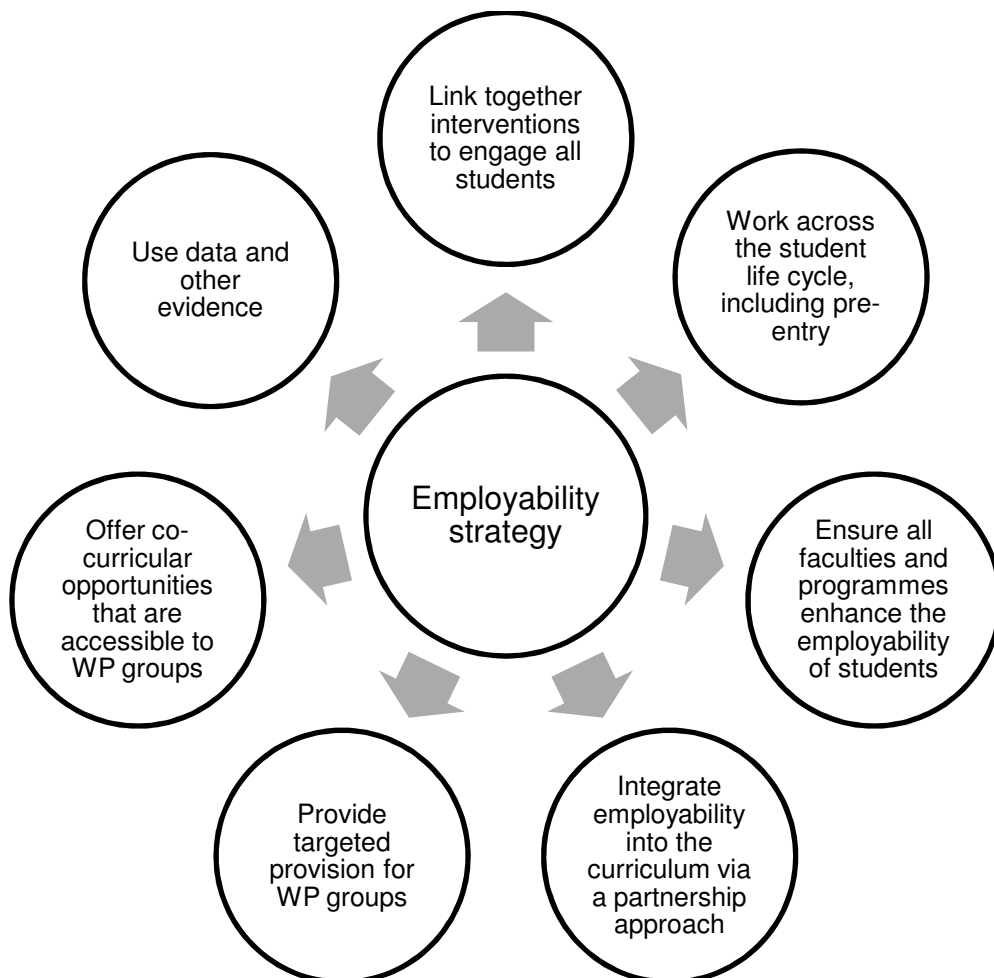 Link together
interventions
to engage all
students
Work across
the student
life cycle,
including pre-
entry
Ensure all
faculties and
programmes
enhance the
employability
of students
Integrate
employability
into the
curriculum via
a partnership
approach
Provide
targeted
provision for
WP groups
Offer co-
curricular
opportunities
that are
accessible to
WP groups
Use data and
other
evidence
Employability
strategy